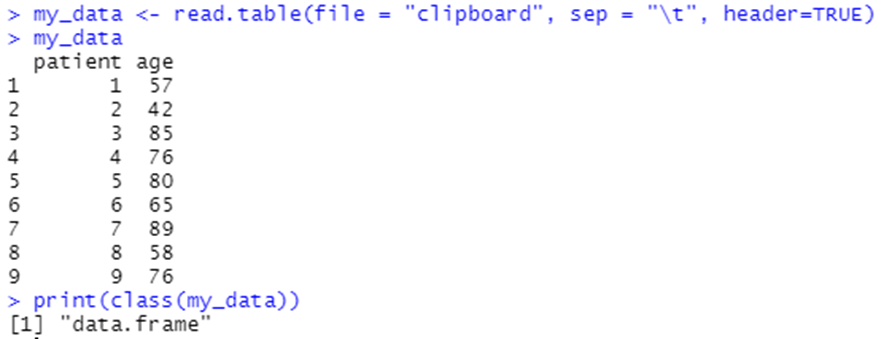 > my_data <- read.table(file = "clipboard", sep = "\t", header=TRUE)
> my_data
  patient age
1       1  57
2       2  42
3       3  85
4       4  76
5       5  80
6       6  65
7       7  89
8       8  58
9       9  76
> print(class(my_data))
[1] "data.frame"